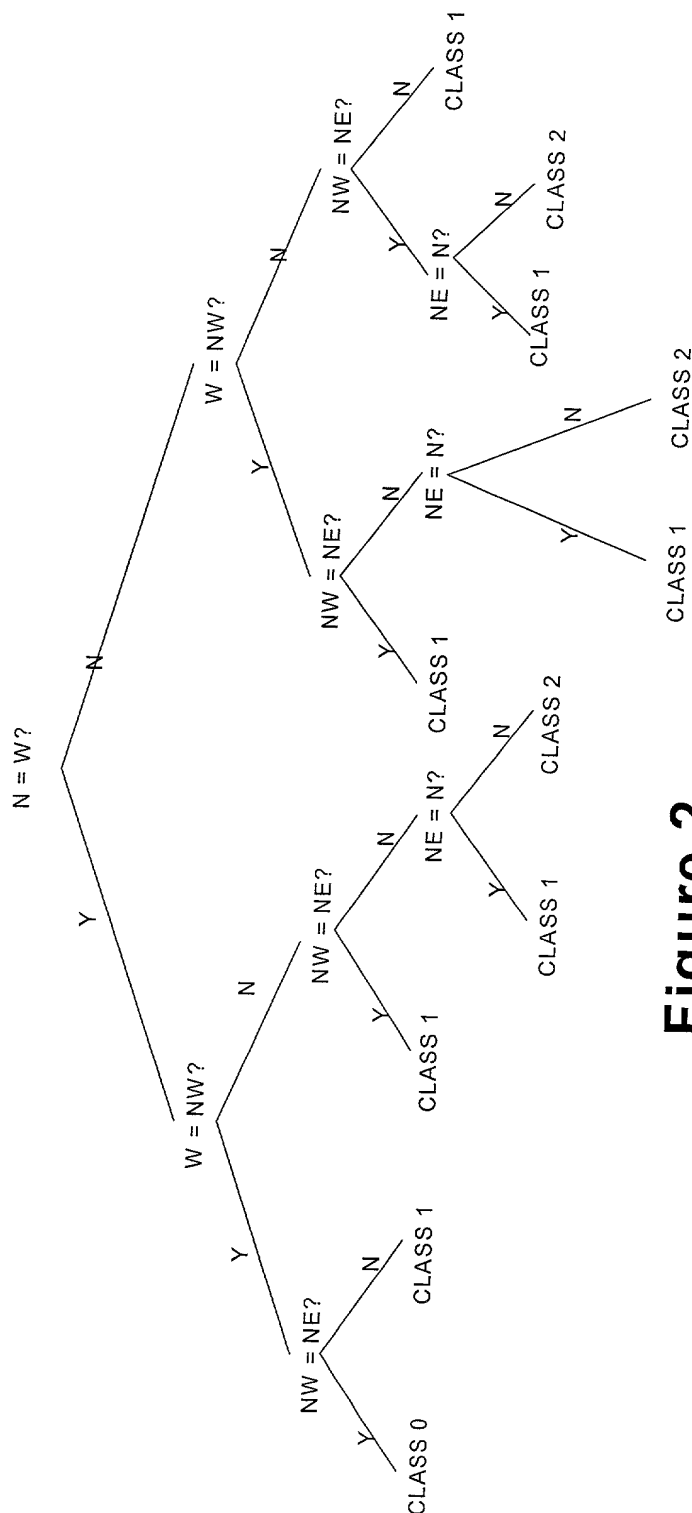 N = W?
Y
N
W = NW?
W = NW?
Y
N
Y
N
NW = NE?
NW = NE?
NW = NE?
NW = NE?
Y
N
Y
N
Y
N
Y
N
CLASS 0
CLASS 1
CLASS 1
NE = N?
CLASS 1
NE = N?
NE = N?
CLASS 1
Y
N
Y
N
Y
N
CLASS 1
CLASS 2
CLASS 1
CLASS 2
CLASS 1
CLASS 2
Figure 2